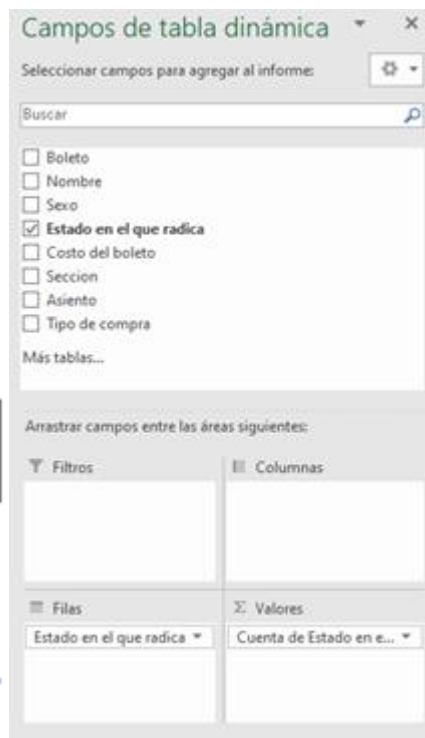 Campos de tabla dinámica
Seleccionar campos para agregar al informe:
Buscar
Boleto
Nombre
Sexo
Estado en el que radica
Costo del boleto
Seccion
Asiento
Tipo de compra
Más tablas...
Arrastrar campos entre las áreas siguientes:
Filtros
Columnas
Filas
Σ Valores
Estado en el que radica
Cuenta de Estado en e...